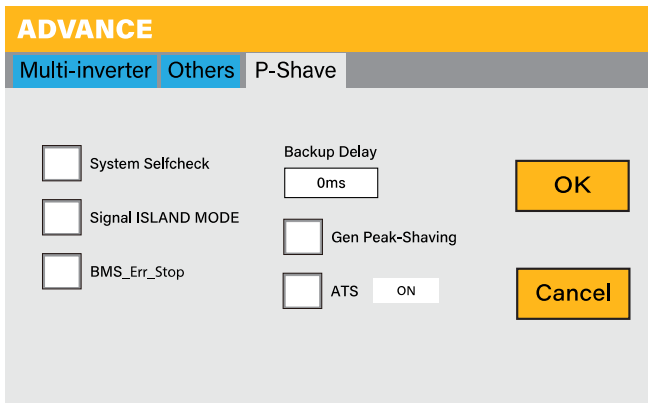 ADVANCE
Multi-inverter Others P-Shave
System Selfcheck
Signal ISLAND MODE
BMS_Err_Stop
Backup Delay
0ms
Gen Peak-Shaving
ATS ON
OK
Cancel